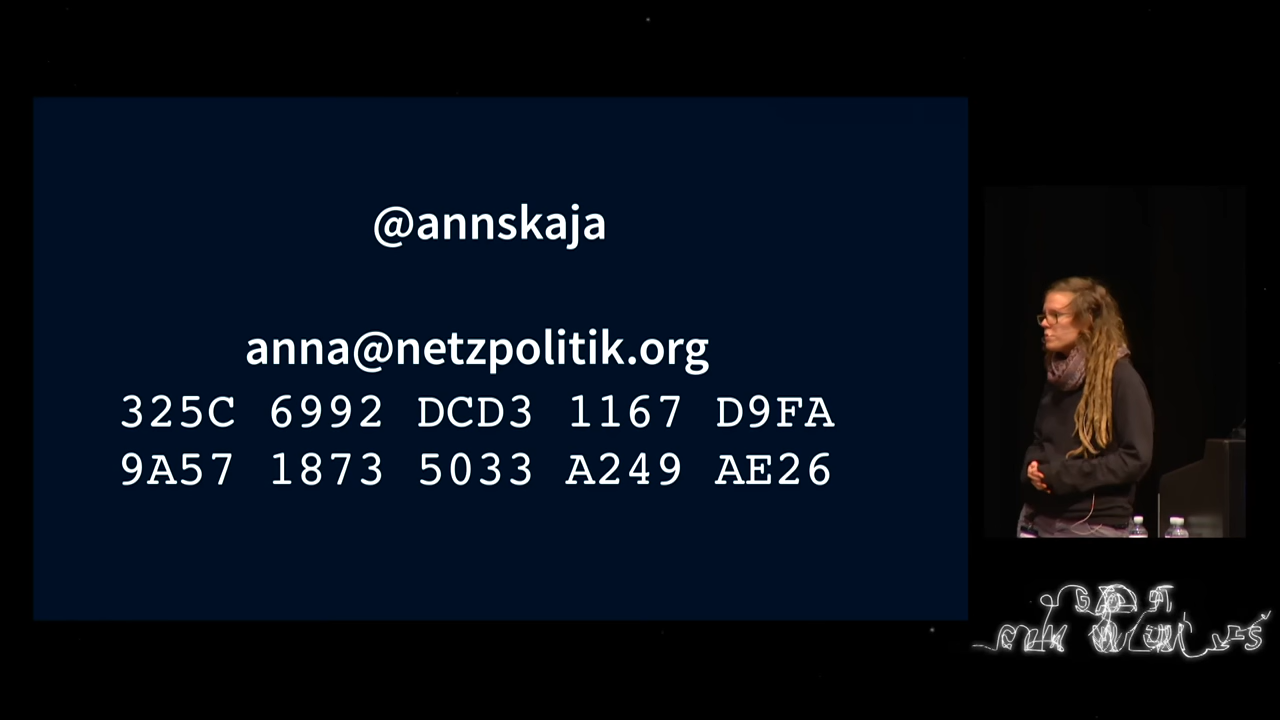 @annskaja
anna@netzpolitik.org
325C 6992 DCD3 1167 D9FA
9A57 1873 5033 A249 AE26